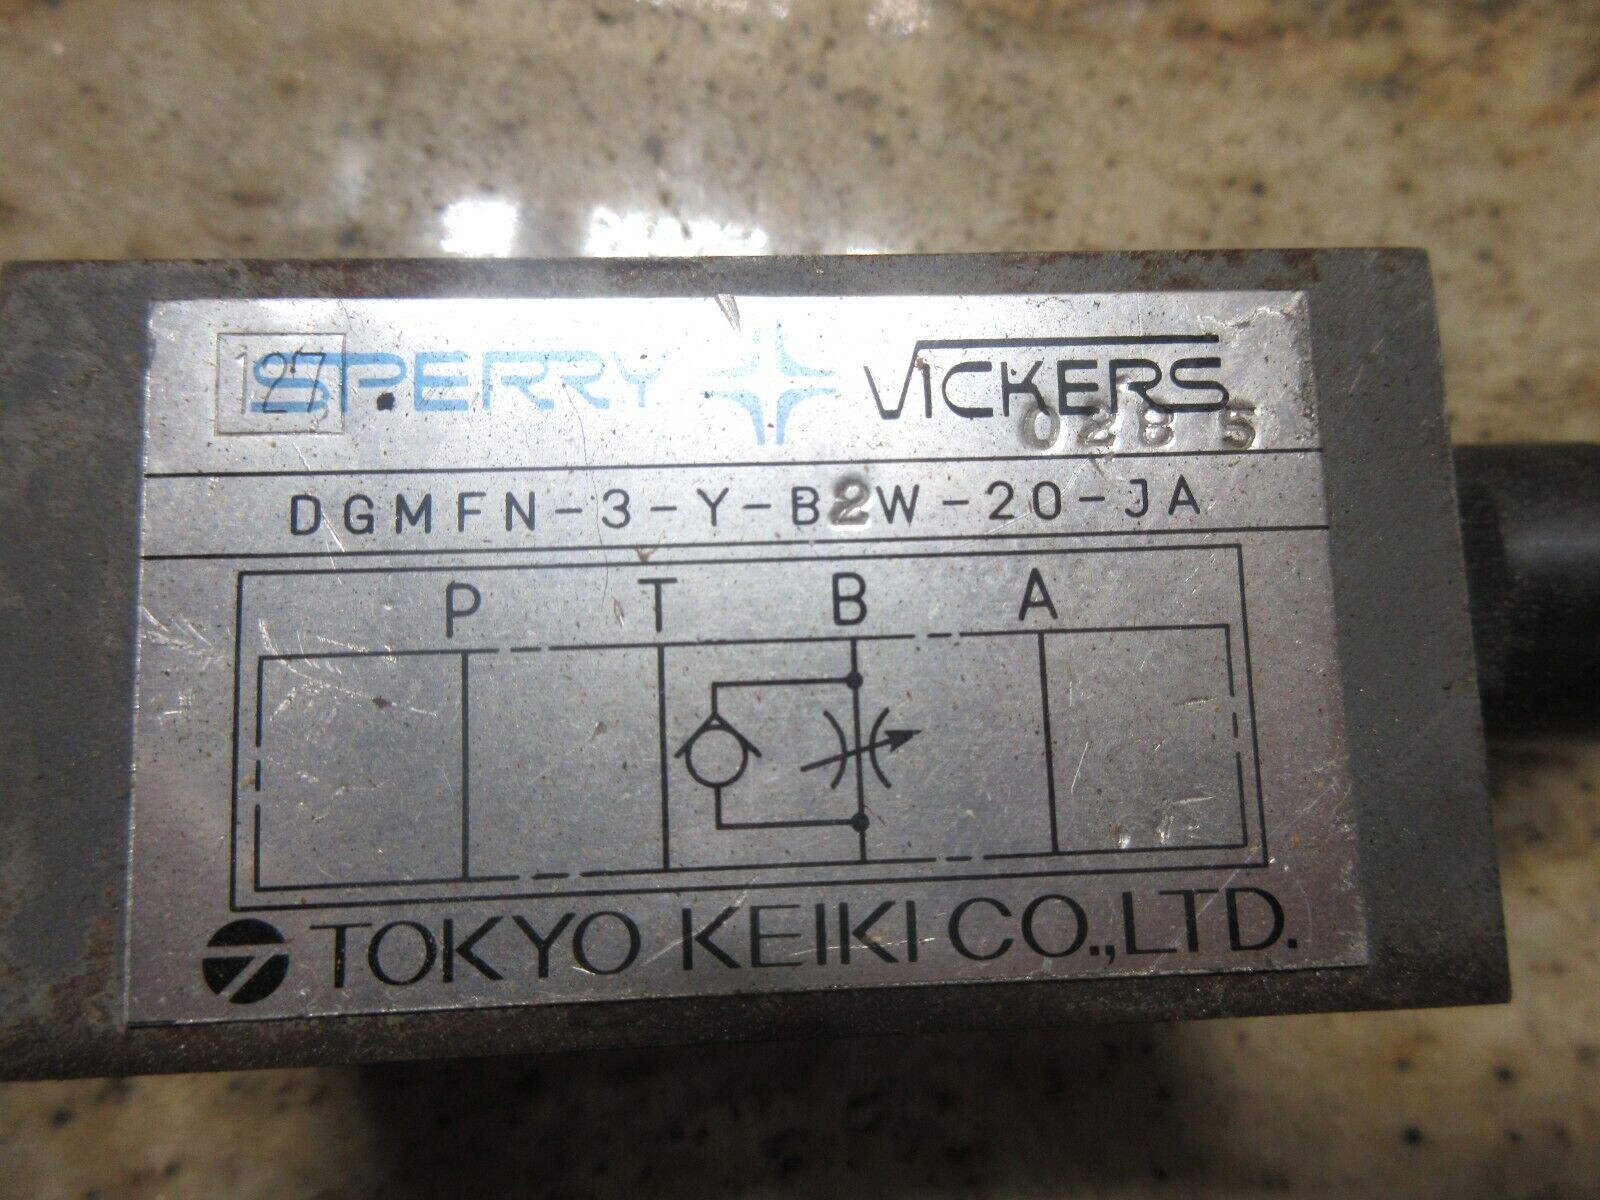 127 SPERRY VICKERS
0285
DGMFN-3-Y-B2W-20-JA
P T B A
TOKYO KEIKI CO.,LTD.